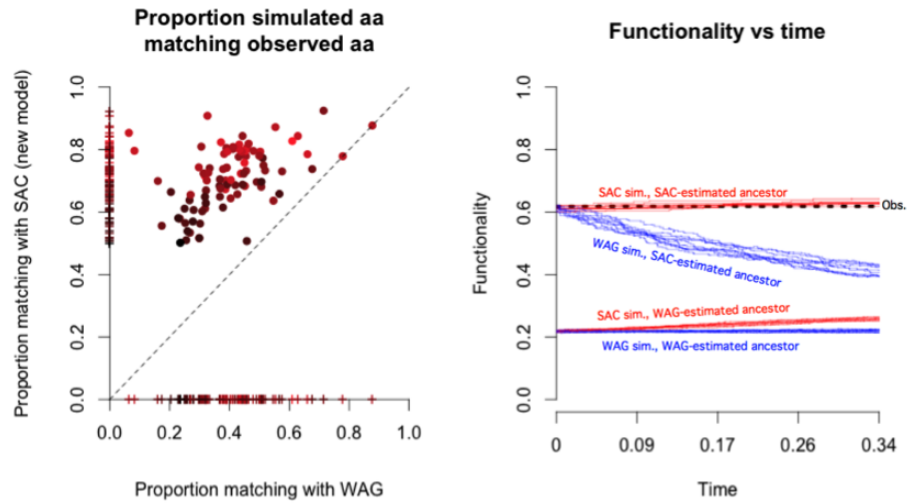 Proportion simulated aa
matching observed aa
Proportion matching with SAC (new model)
1.0
0.8
0.6
0.4
0.2
0.0
0.0 0.2 0.4 0.6 0.8 1.0
Proportion matching with WAG
Functionality vs time
Functionality
1.0
0.8
0.6
0.4
0.2
0.0
SAC sim., SAC-estimated ancestor
Obs.
WAG sim., SAC-estimated ancestor
SAC sim., WAG-estimated ancestor
WAG sim., WAG-estimated ancestor
0 0.09 0.17 0.26 0.34
Time